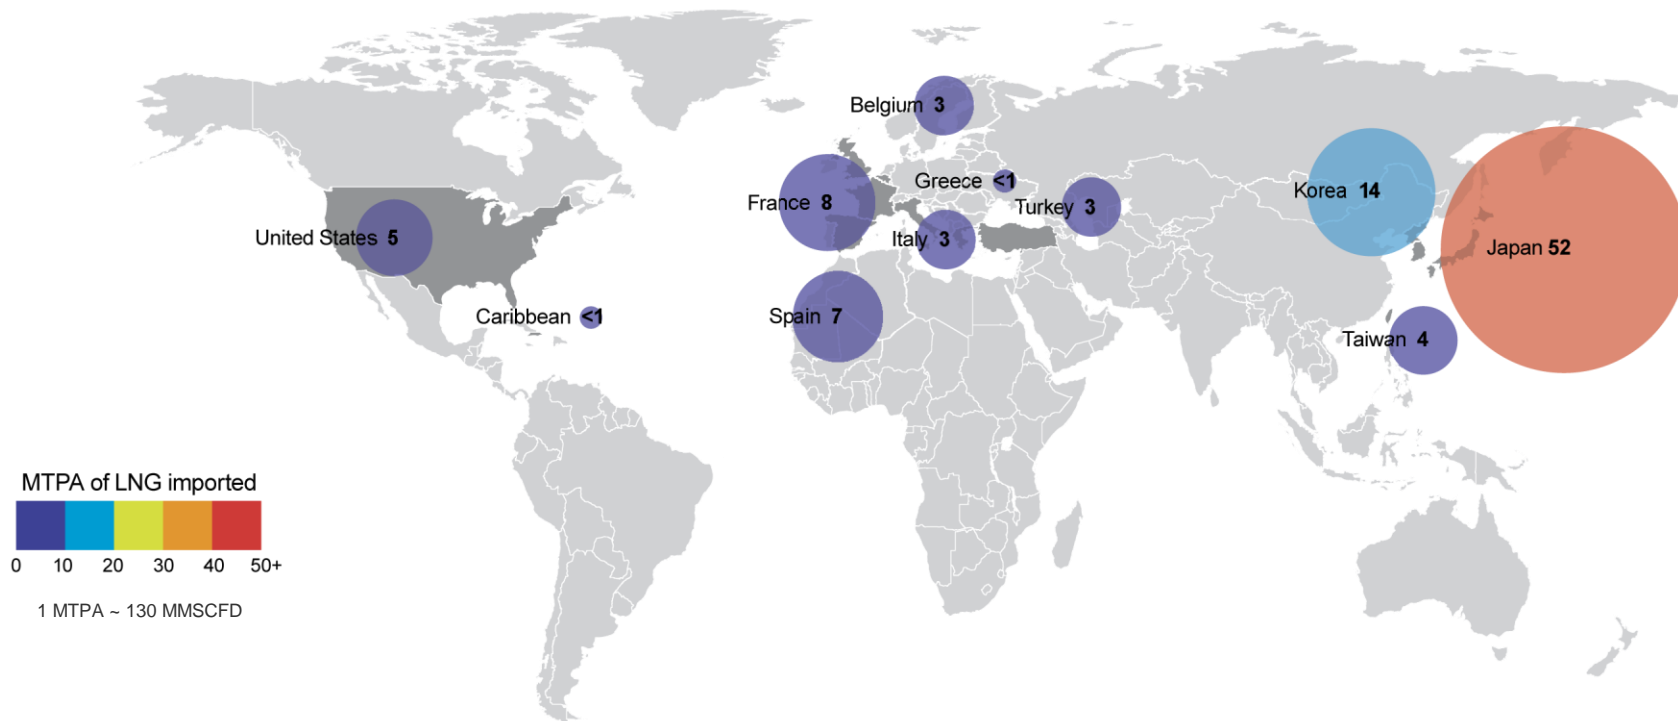 Belgium 3
Greece <1
Korea 14
France 8
Turkey 3
United States 5
Italy 3
Japan 52
Caribbean <1
Spain 7
Taiwan 4
MTPA of LNG imported
0 10 20 30 40 50+
1 MTPA ~ 130 MMSCFD